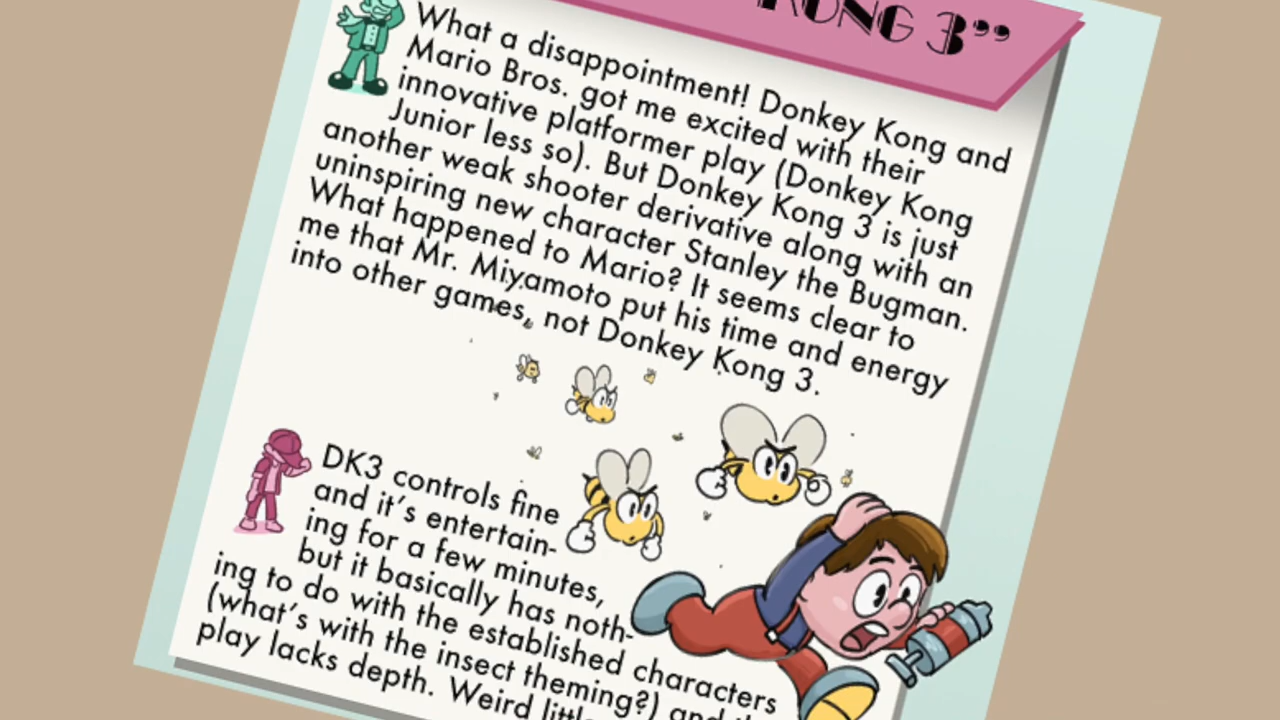 KONG 3”
What a disappointment! Donkey Kong and
Mario Bros. got me excited with their
innovative platformer play (Donkey Kong
Junior less so). But Donkey Kong 3 is just
another weak shooter derivative along with an
uninspiring new character Stanley the Bugman.
What happened to Mario? It seems clear to
me that Mr. Miyamoto put his time and energy
into other games, not Donkey Kong 3.
DK3 controls fine
and it’s entertain-
ing for a few minutes,
but it basically has noth-
ing to do with the established characters
(what’s with the insect theming?) and
play lacks depth. Weird